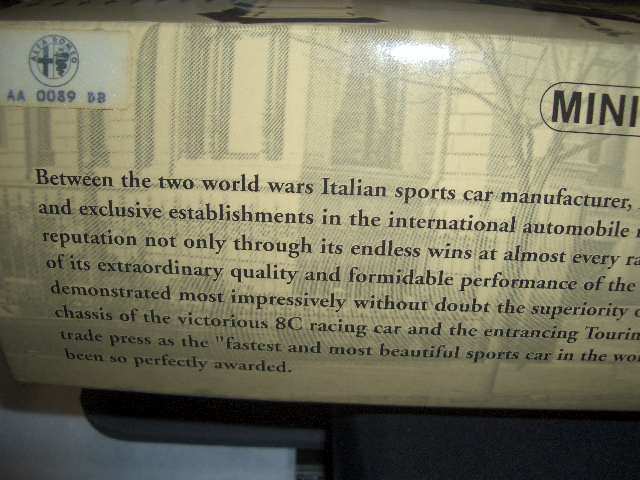 ALFA ROMEO
AA 0089 BB
MINI
Between the two world wars Italian sports car manufacturer,
and exclusive establishments in the international automobile
reputation not only through its endless wins at almost every ra
of its extraordinary quality and formidable performance of the
demonstrated most impressively without doubt the superiority o
chassis of the victorious 8C racing car and the entrancing Tourin
trade press as the "fastest and most beautiful sports car in the wor
been so perfectly awarded.